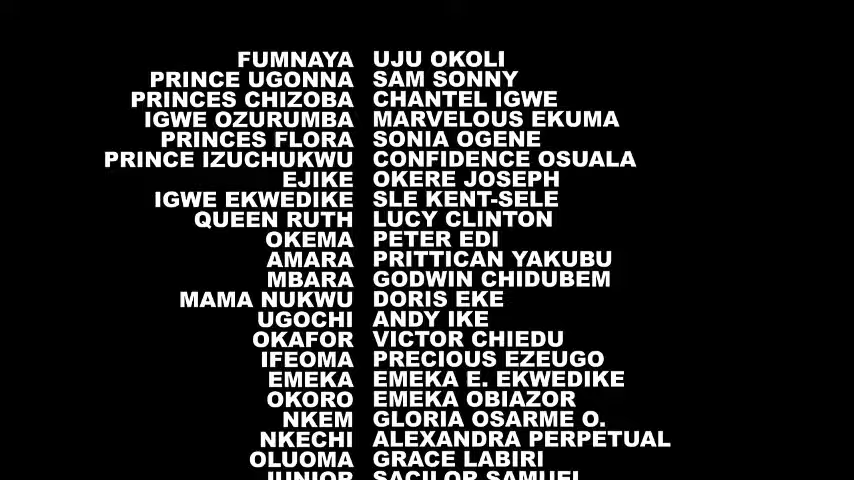 FUMNAYA UJU OKOLI
PRINCE UGONNA SAM SONNY
PRINCES CHIZOBA CHANTEL IGWE
IGWE OZURUMBA MARVELOUS EKUMA
PRINCES FLORA SONIA OGENE
PRINCE IZUCHUKWU CONFIDENCE OSUALA
EJIKE OKERE JOSEPH
IGWE EKWEDIKE SLE KENT-SELE
QUEEN RUTH LUCY CLINTON
OKEMA PETER EDI
AMARA PRITTICAN YAKUBU
MBARA GODWIN CHIDUBEM
MAMA NUKWU DORIS EKE
UGOCHI ANDY IKE
OKAFOR VICTOR CHIEDU
IFEOMA PRECIOUS EZEUGO
EMEKA EMEKA E. EKWEDIKE
OKORO EMEKA OBIAZOR
NKEM GLORIA OSARME O.
NKECHI ALEXANDRA PERPETUAL
OLUOMA GRACE LABIRI
JUNIOR SAMUEL